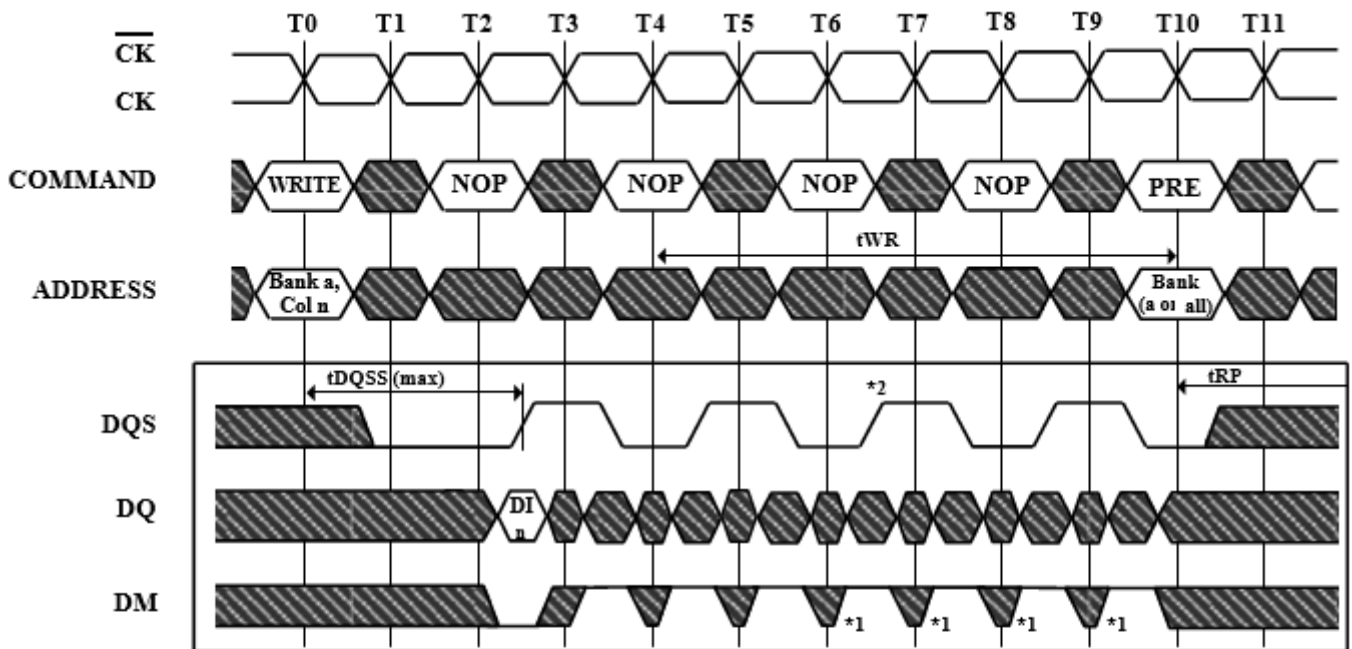 T0 T1 T2 T3 T4 T5 T6 T7 T8 T9 T10 T11
CK
CK
COMMAND WRITE NOP NOP NOP NOP PRE
tWR
ADDRESS Bank a, Col n Bank (a or all)
tDQSS (max) tRP
*2
DQS
DQ DI n
DM *1 *1 *1 *1